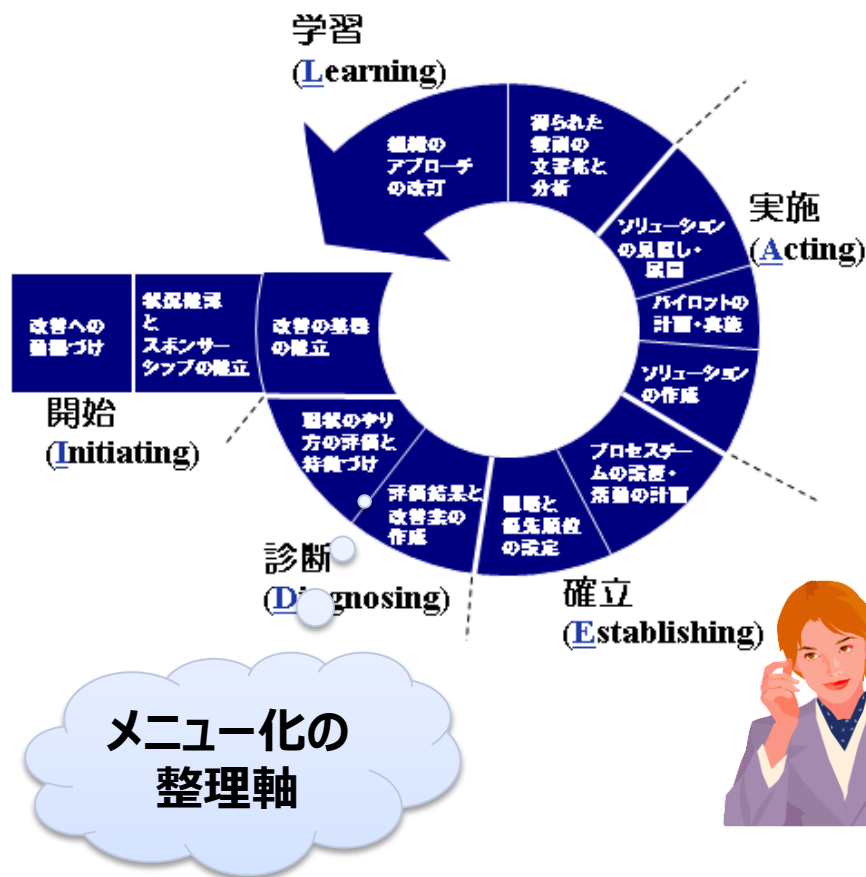 学習
(Learning)
組織の
アプローチ
の改訂
得られた
教訓の
文書化と
分析
実施
(Acting)
ソリューション
の見直し・
展開
パイロットの
計画・実施
ソリューション
の作成
改善への
動機づけ
状況確認
と
スポンサー
シップの確立
改善の基礎
の確立
開始
(Initiating)
現状のやり
方の評価と
特徴づけ
評価結果と
改善案の
作成
診断
(Diagnosing)
戦略と
優先順位
の設定
プロセスチー
ムの設置・
活動の計画
確立
(Establishing)
メニュー化の
整理軸